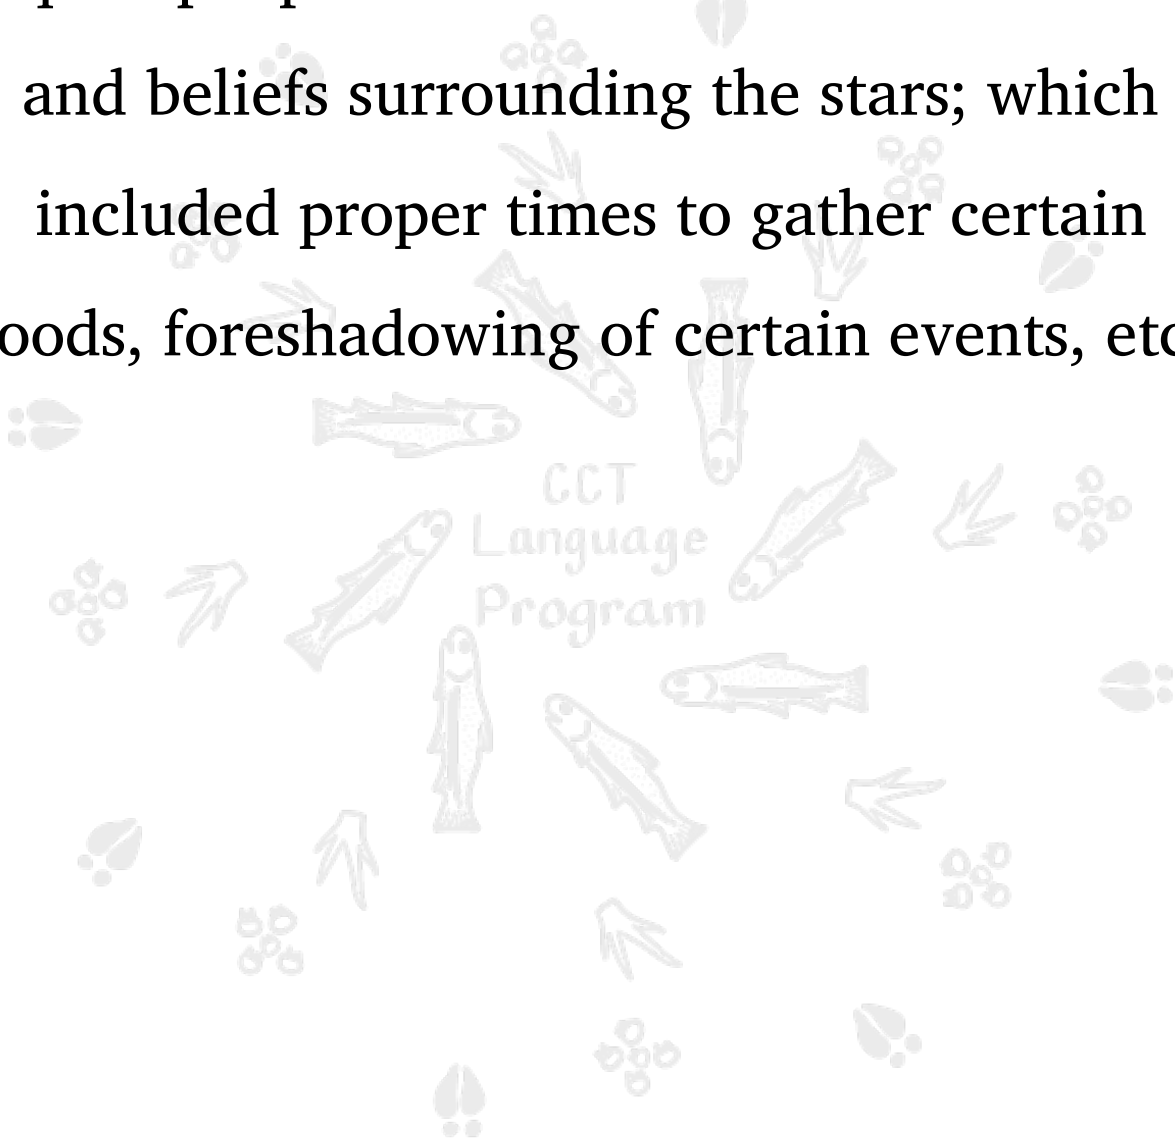 and beliefs surrounding the stars; which
included proper times to gather certain
oods, foreshadowing of certain events, etc
CCT
Language
Program